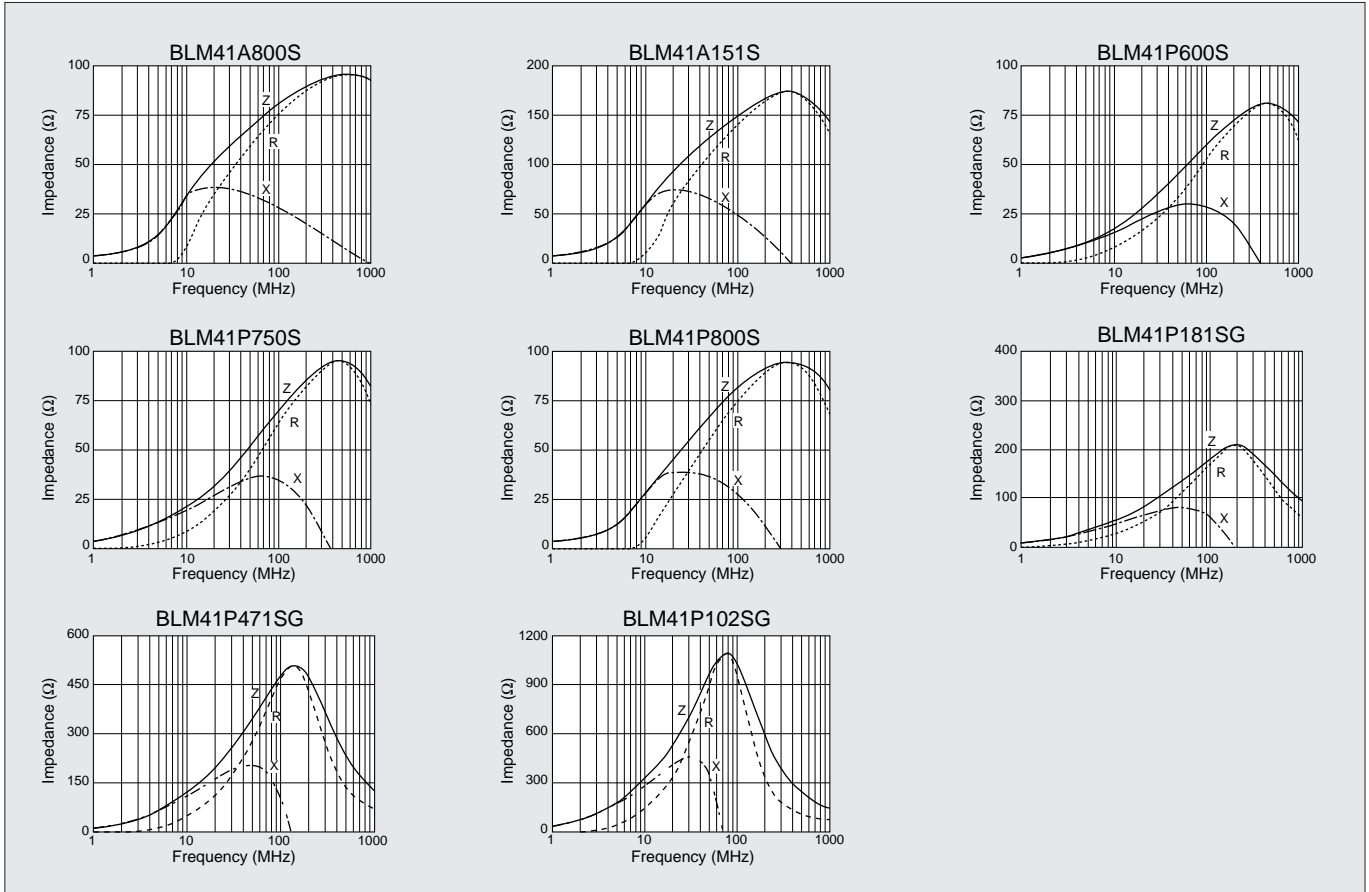 BLM41A800S
100
75
50
25
0
1
10
100
1000
Impedance (Ω)
Frequency (MHz)
Z
R
X
BLM41A151S
200
150
100
50
0
1
10
100
1000
Impedance (Ω)
Frequency (MHz)
Z
R
X
BLM41P600S
100
75
50
25
0
1
10
100
1000
Impedance (Ω)
Frequency (MHz)
Z
R
X
BLM41P750S
100
75
50
25
0
1
10
100
1000
Impedance (Ω)
Frequency (MHz)
Z
R
X
BLM41P800S
100
75
50
25
0
1
10
100
1000
Impedance (Ω)
Frequency (MHz)
Z
R
X
BLM41P181SG
400
300
200
100
0
1
10
100
1000
Impedance (Ω)
Frequency (MHz)
Z
R
X
BLM41P471SG
600
450
300
150
0
1
10
100
1000
Impedance (Ω)
Frequency (MHz)
Z
R
X
BLM41P102SG
1200
900
600
300
0
1
10
100
1000
Impedance (Ω)
Frequency (MHz)
Z
R
X